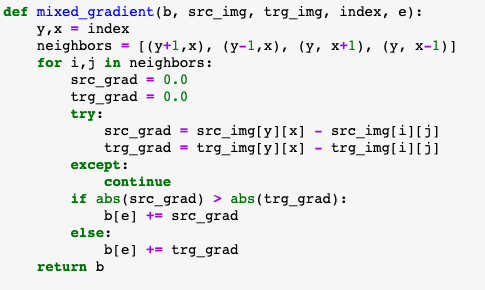 def mixed_gradient(b, src_img, trg_img, index, e):
    y,x = index
    neighbors = [(y+1,x), (y-1,x), (y, x+1), (y, x-1)]
    for i,j in neighbors:
        src_grad = 0.0
        trg_grad = 0.0
        try:
            src_grad = src_img[y][x] - src_img[i][j]
            trg_grad = trg_img[y][x] - trg_img[i][j]
        except:
            continue
        if abs(src_grad) > abs(trg_grad):
            b[e] += src_grad
        else:
            b[e] += trg_grad
    return b